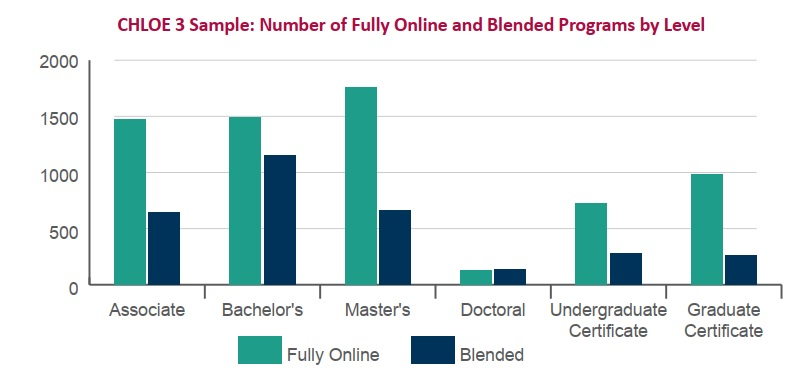 CHLOE 3 Sample: Number of Fully Online and Blended Programs by Level
2000
1500
1000
500
0
Associate
Bachelor's
Master's
Doctoral
Undergraduate
Certificate
Graduate
Certificate
Fully Online
Blended